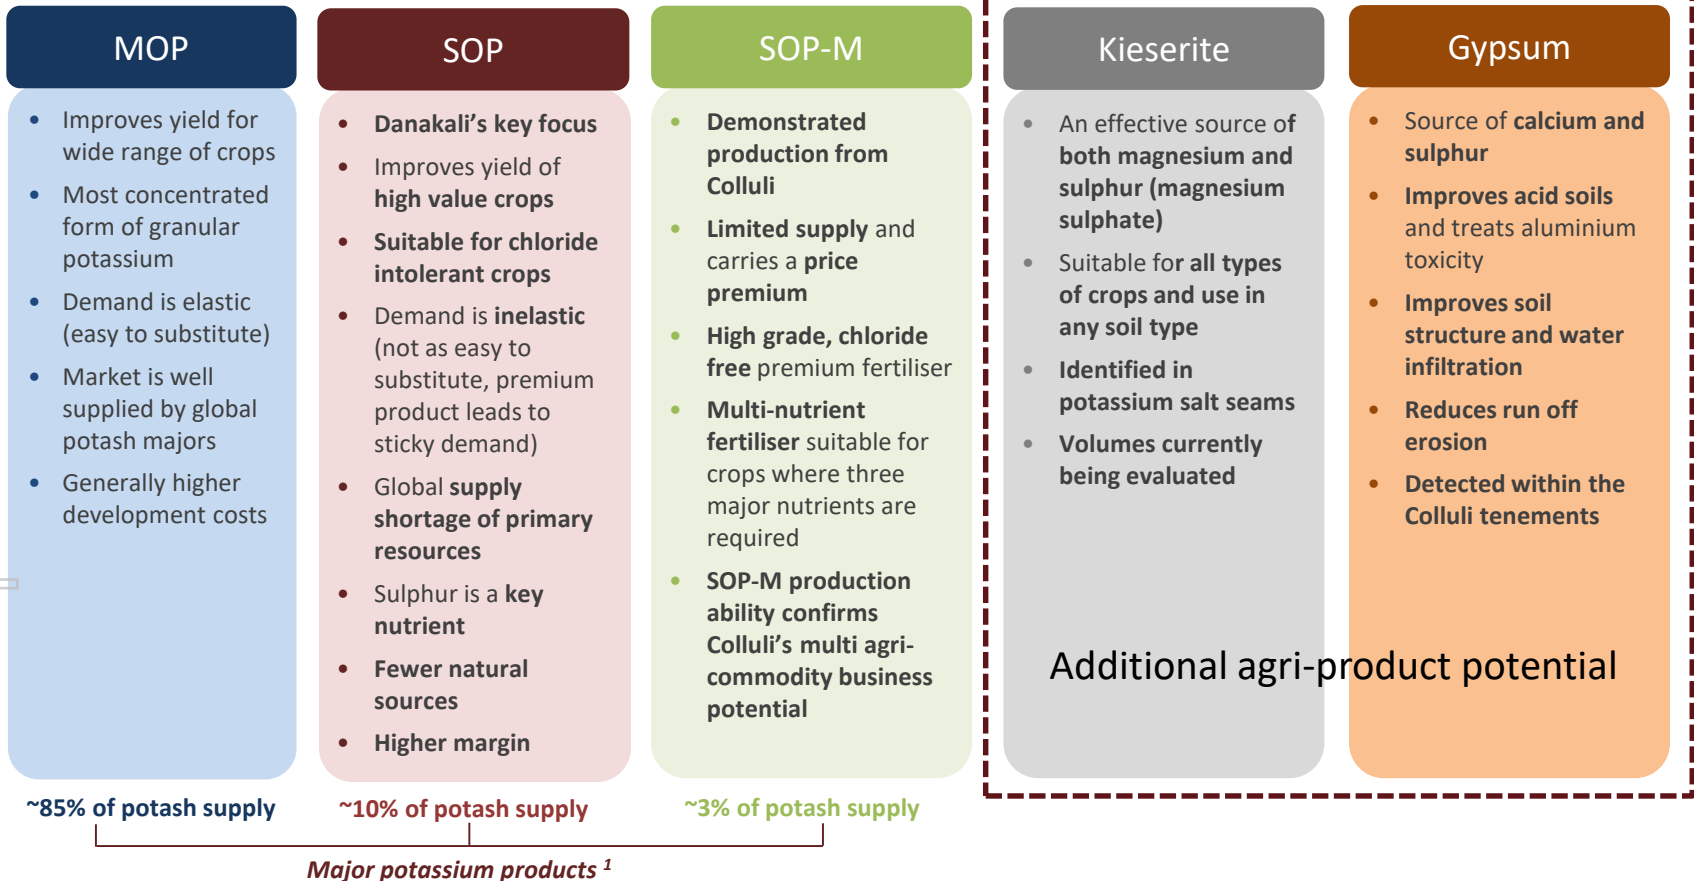 MOP
• Improves yield for
wide range of crops
• Most concentrated
form of granular
potassium
• Demand is elastic
(easy to substitute)
• Market is well
supplied by global
potash majors
• Generally higher
development costs
~85% of potash supply
SOP
• Danakali’s key focus
• Improves yield of
high value crops
• Suitable for chloride
intolerant crops
• Demand is inelastic
(not as easy to
substitute, premium
product leads to
sticky demand)
• Global supply
shortage of primary
resources
• Sulphur is a key
nutrient
• Fewer natural
sources
• Higher margin
~10% of potash supply
SOP-M
• Demonstrated
production from
Colluli
• Limited supply and
carries a price
premium
• High grade, chloride
free premium fertiliser
• Multi-nutrient
fertiliser suitable for
crops where three
major nutrients are
required
• SOP-M production
ability confirms
Colluli’s multi agri-
commodity business
potential
~3% of potash supply
Major potassium products 1
Kieserite
• An effective source of
both magnesium and
sulphur (magnesium
sulphate)
• Suitable for all types
of crops and use in
any soil type
• Identified in
potassium salt seams
• Volumes currently
being evaluated
Gypsum
• Source of calcium and
sulphur
• Improves acid soils
and treats aluminium
toxicity
• Improves soil
structure and water
infiltration
• Reduces run off
erosion
• Detected within the
Colluli tenements
Additional agri-product potential